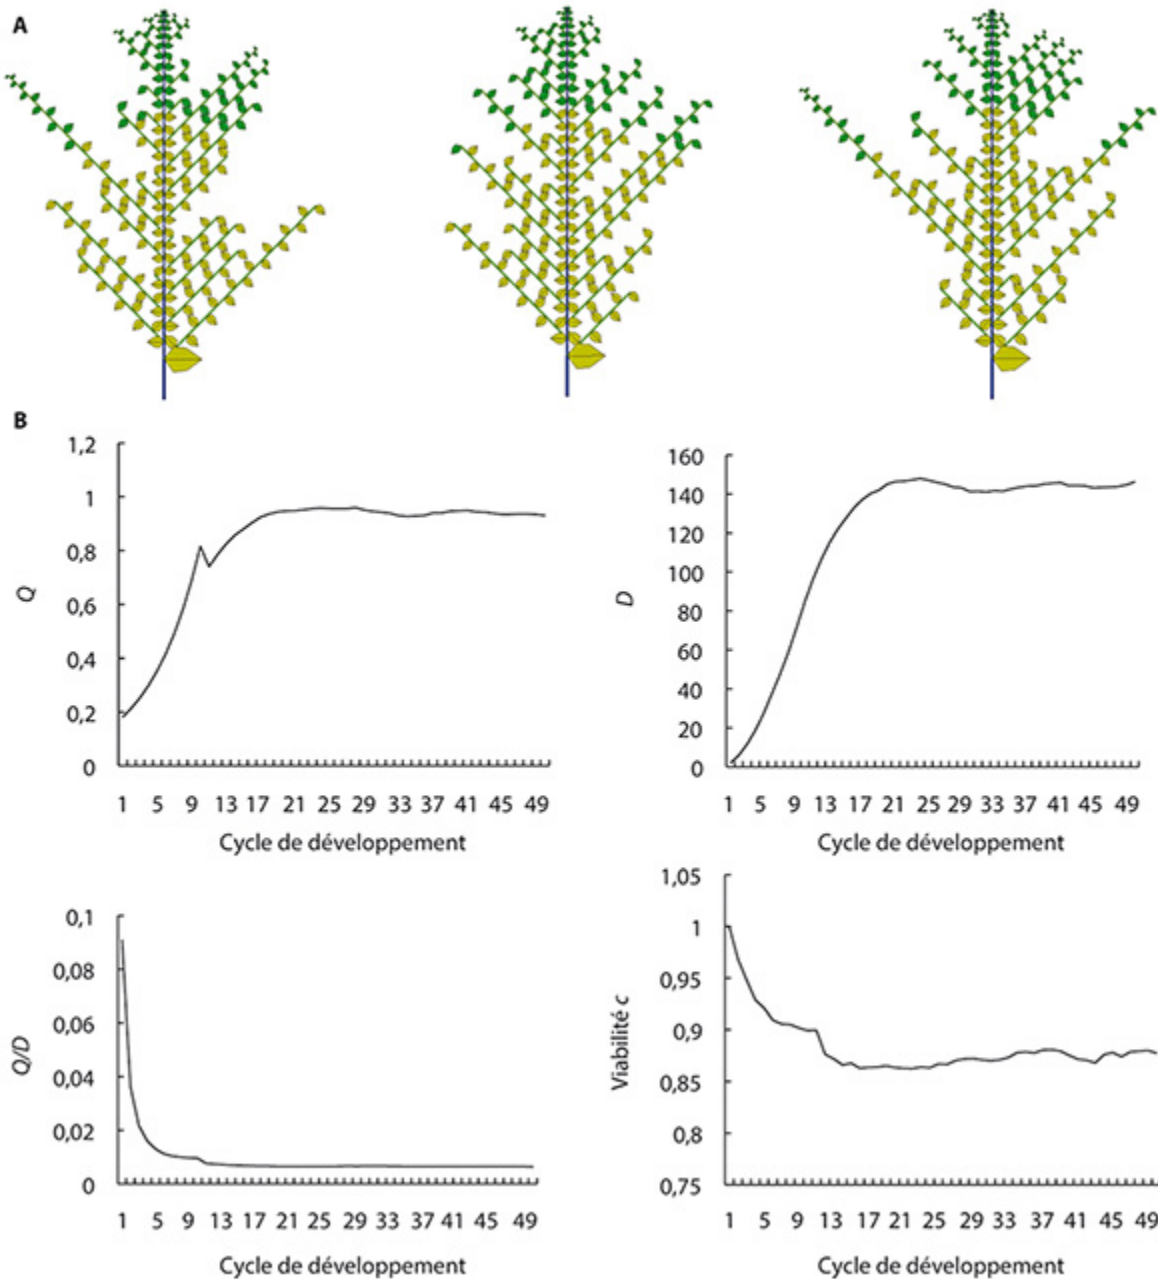 A
B
1,2
1
0,8
0,6
0,4
0,2
0
Q
1 5 9 13 17 21 25 29 33 37 41 45 49
Cycle de développement
160
140
120
100
80
60
40
20
0
D
1 5 9 13 17 21 25 29 33 37 41 45 49
Cycle de développement
0,1
0,08
0,06
0,04
0,02
0
Q/D
1 5 9 13 17 21 25 29 33 37 41 45 49
Cycle de développement
1,05
1
0,95
0,9
0,85
0,8
0,75
Viabilité c
1 5 9 13 17 21 25 29 33 37 41 45 49
Cycle de développement